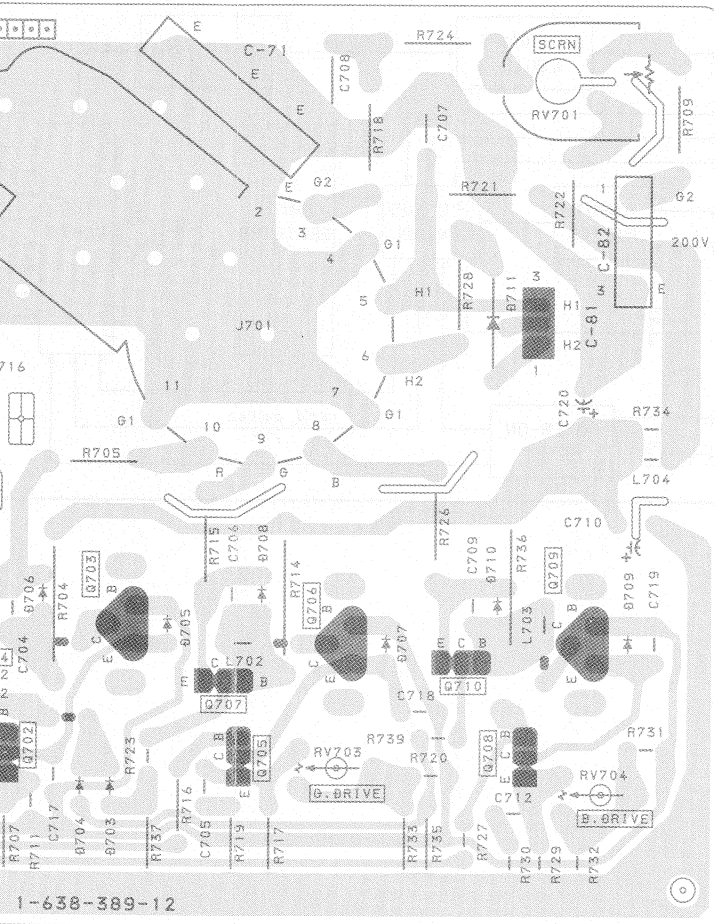 E
C-71
E
E
R724
SCRN
C708
R718
C707
RV701
R709
E
G2
R721
R722
1
G2
2
3
4
G1
C-82
200V
5
H1
R728
D711
3
3
E
H1
C-81
J701
6
H2
H2
1
716
11
7
G1
G1
10
9
8
R
G
B
R705
C720
+
R734
L704
C710
R726
R715
C706
D708
R714
C709
D710
R736
Q709
D706
R704
Q703
B
C
E
D705
Q706
B
C
E
D707
L703
B
C
E
D709
C719
C704
4
2
2
B
L702
E
C
B
Q707
E
C
B
Q710
C718
Q702
R723
B
C
E
Q705
RV703
G.DRIVE
R739
R720
Q708
B
C
E
R731
RV704
B.DRIVE
C712
R707
R711
C717
D704
D703
R737
R716
C705
R719
R717
R733
R735
R727
R730
R729
R732
1-638-389-12